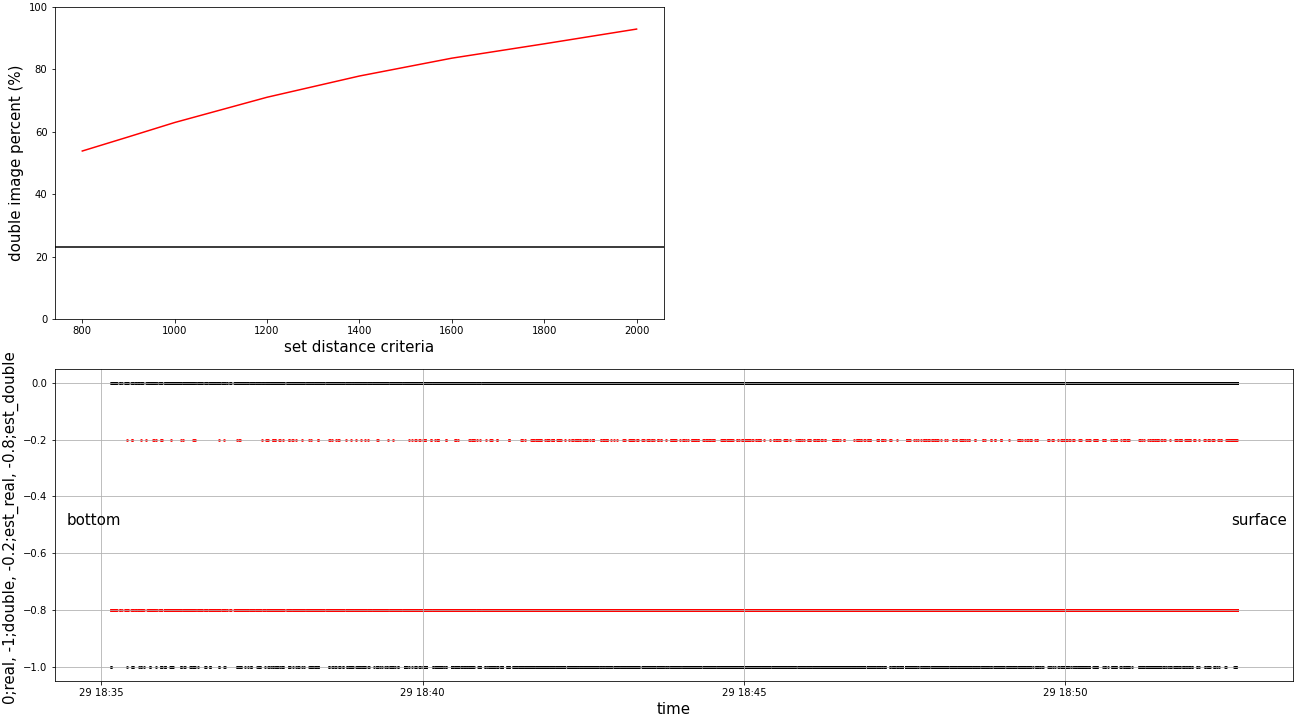 100
80
60
40
20
0
double image percent (%)
800 1000 1200 1400 1600 1800 2000
set distance criteria
0.0
−0.2
−0.4
−0.6
−0.8
−1.0
0;real, -1;double, -0.2;est_real, -0.8;est_double
bottom
surface
29 18:35 29 18:40 29 18:45 29 18:50
time